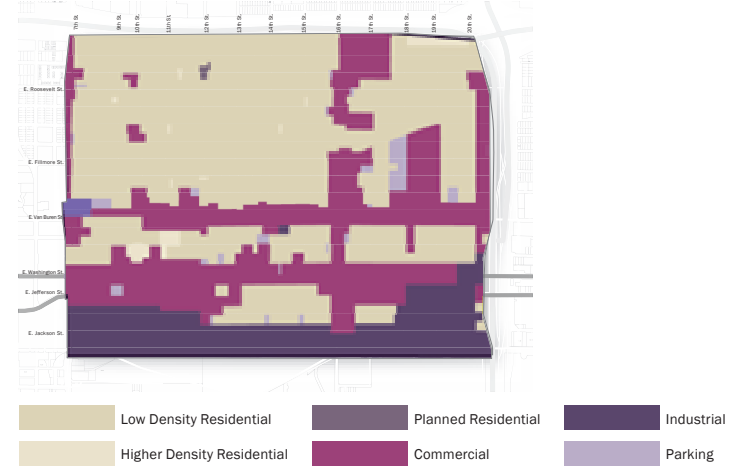 7th St.
9th St.
10th St.
11th St.
12th St.
13th St.
14th St.
15th St.
16th St.
17th St.
18th St.
19th St.
20th St.
E. Roosevelt St.
E. Fillmore St.
E. Van Buren St.
E. Washington St.
E. Jefferson St.
E. Jackson St.
Low Density Residential
Planned Residential
Industrial
Higher Density Residential
Commercial
Parking